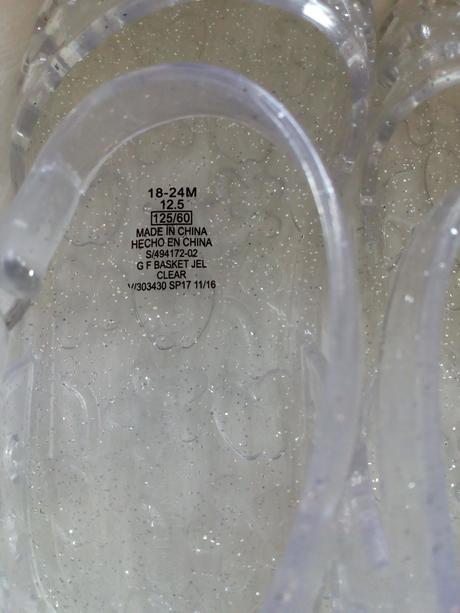 18-24M
12.5
125/60
MADE IN CHINA
HECHO EN CHINA
S/494172-02
G F BASKET JEL
CLEAR
V/303430 SP17 11/16